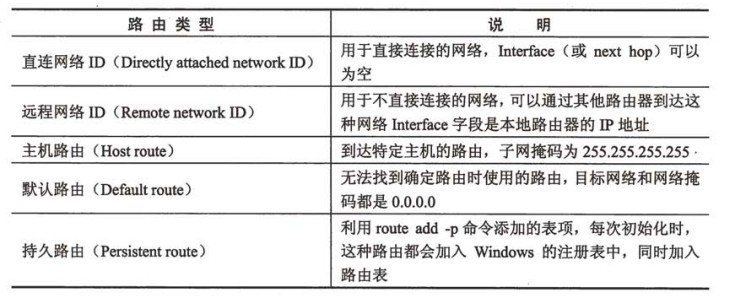 路由类型 说明
直连网络 ID（Directly attached network ID） 用于直接连接的网络，Interface（或 next hop）可以
为空
远程网络 ID（Remote network ID） 用于不直接连接的网络，可以通过其他路由器到达这
种网络 Interface 字段是本地路由器的 IP 地址
主机路由（Host route） 到达特定主机的路由，子网掩码为 255.255.255.255
默认路由（Default route） 无法找到确定路由时使用的路由，目标网络和网络掩
码都是 0.0.0.0
持久路由（Persistent route） 利用 route add -p 命令添加的表项，每次初始化时，
这种路由都会加入 Windows 的注册表中，同时加入
路由表